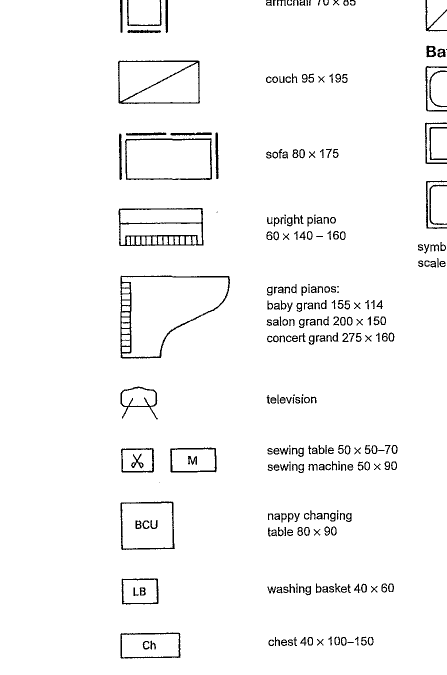 armchair 70 × 85
couch 95 × 195
sofa 80 × 175
upright piano
60 × 140 – 160
grand pianos:
baby grand 155 × 114
salon grand 200 × 150
concert grand 275 × 160
television
sewing table 50 × 50–70
M
sewing machine 50 × 90
BCU
nappy changing
table 80 × 90
LB
washing basket 40 × 60
Ch
chest 40 × 100–150
Ba
symb
scale